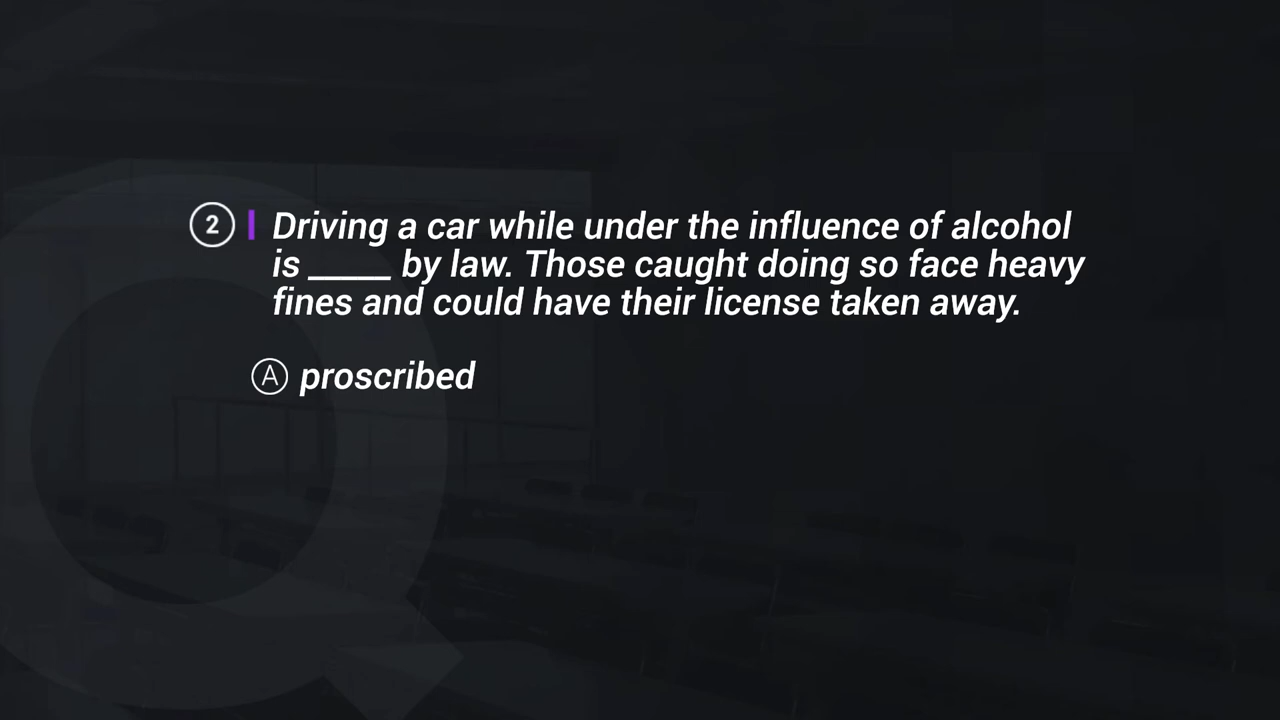 2 Driving a car while under the influence of alcohol
is _____ by law. Those caught doing so face heavy
fines and could have their license taken away.
A proscribed